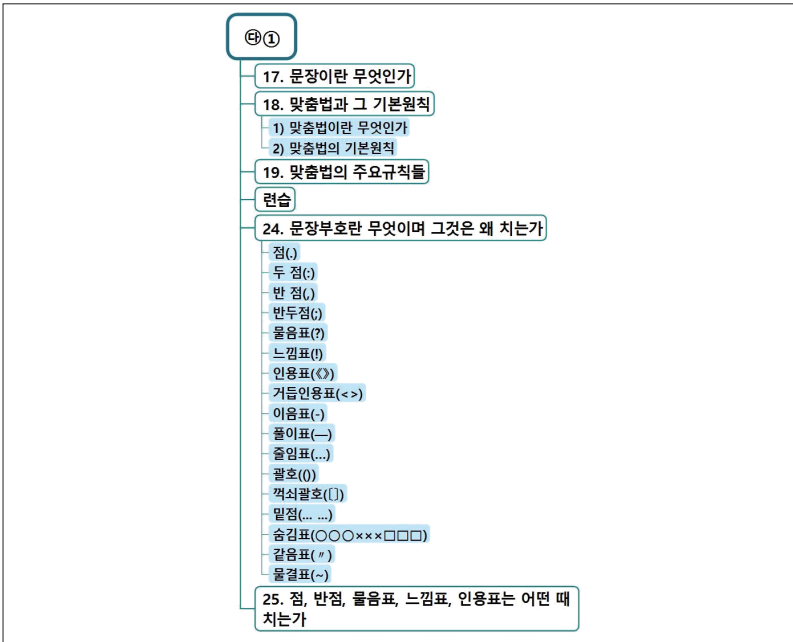 ㉰①
17. 문장이란 무엇인가
18. 맞춤법과 그 기본원칙
1) 맞춤법이란 무엇인가
2) 맞춤법의 기본원칙
19. 맞춤법의 주요규칙들
련습
24. 문장부호란 무엇이며 그것은 왜 치는가
점(.)
두 점(:)
반 점(,)
반두점(;)
물음표(?)
느낌표(!)
인용표(《》)
거듭인용표(<>)
이음표(-)
풀이표(—)
줄임표(...)
괄호(())
꺽쇠괄호(〔〕)
밑점(... ...)
숨김표(○○○×××□□□)
같음표(〃)
물결표(~)
25. 점, 반점, 물음표, 느낌표, 인용표는 어떤 때
치는가